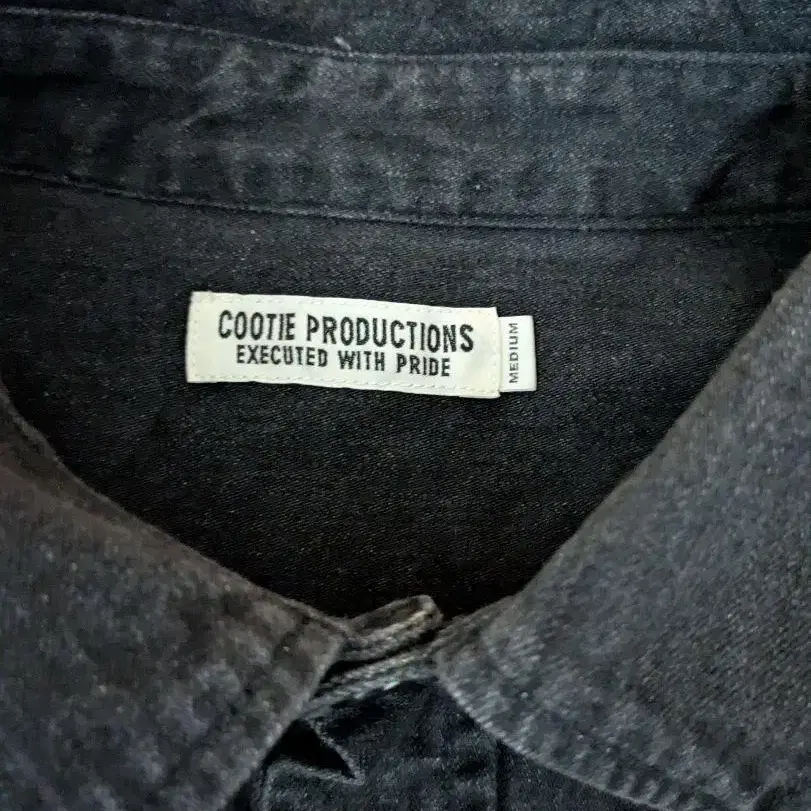 COOTIE PRODUCTIONS
EXECUTED WITH PRIDE
MEDIUM